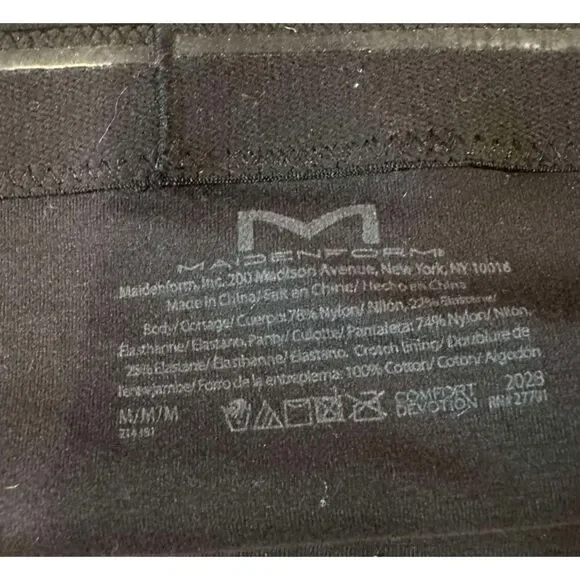 M
MAIDENFORM
Maidenform, Inc. 200 Madison Avenue, New York, NY 10016
Made in China/ Fait en Chine/ Hecho en China
Body/ Corsage/ Cuerpo: 78% Nylon/ Nilón, 22% Elastane/
Élasthanne/ Elastano. Panty/ Culotte/ Pantaleta: 74% Nylon/ Nilón,
Elastane/ Élasthanne/ Elastano. Crotch lining/ Doublure de
l'entrejambe/ Forro de la entrepierna: 100% Cotton/ Coton/ Algodón
M/M/M
COMFORT
DEVOTION
2023
RN# 27701